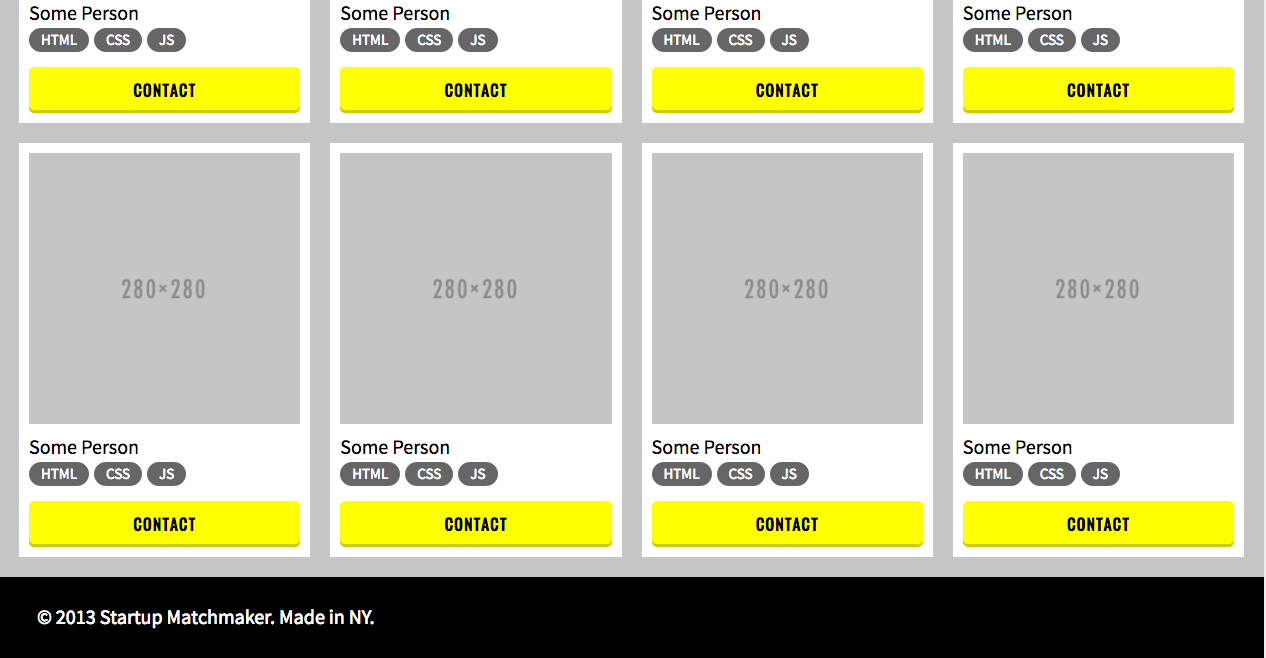 Some Person Some Person Some Person Some Person
HTML CSS JS HTML CSS JS HTML CSS JS HTML CSS JS
CONTACT CONTACT CONTACT CONTACT
280×280 280×280 280×280 280×280
Some Person Some Person Some Person Some Person
HTML CSS JS HTML CSS JS HTML CSS JS HTML CSS JS
CONTACT CONTACT CONTACT CONTACT
© 2013 Startup Matchmaker. Made in NY.